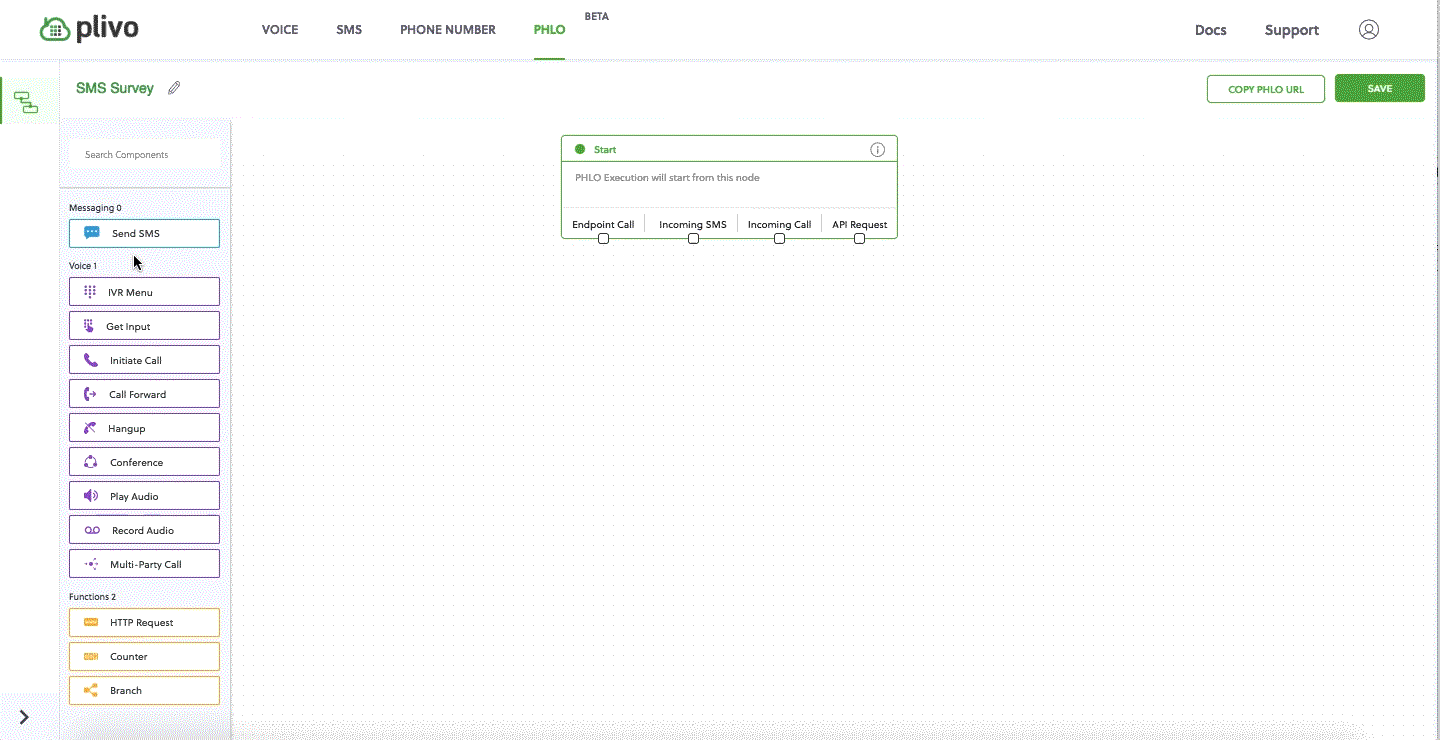 plivo
VOICE
SMS
PHONE NUMBER
PHLO
BETA
Docs
Support
SMS Survey
COPY PHLO URL
SAVE
Search Components
Messaging 0
Send SMS
Voice 1
IVR Menu
Get Input
Initiate Call
Call Forward
Hangup
Conference
Play Audio
Record Audio
Multi-Party Call
Functions 2
HTTP Request
Counter
Branch
Start
PHLO Execution will start from this node
Endpoint Call
Incoming SMS
Incoming Call
API Request